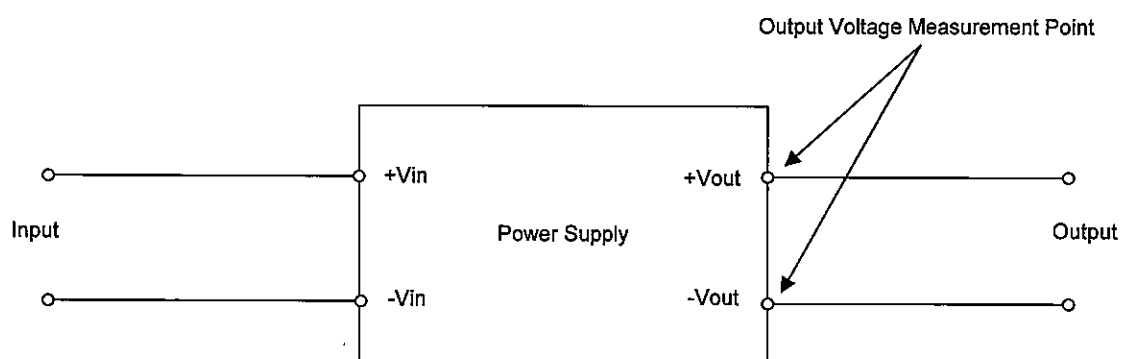 Output Voltage Measurement Point
+Vin
+Vout
Input
Power Supply
Output
-Vin
-Vout